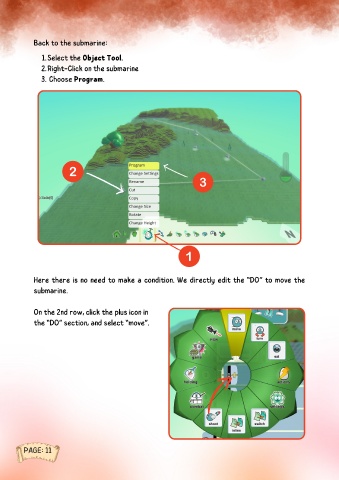 Back to the submarine:
1. Select the Object Tool.
2. Right-Click on the submarine
3. Choose Program.
Program
Change Settings
Rename
Cut
Copy
Change Size
Rotate
Change Height
2
3
1
N
Here there is no need to make a condition. We directly edit the "DO" to move the
submarine.
On the 2nd row, click the plus icon in
the "DO" section, and select "move".
move
turn
eat
switch
shoot
PAGE: 11